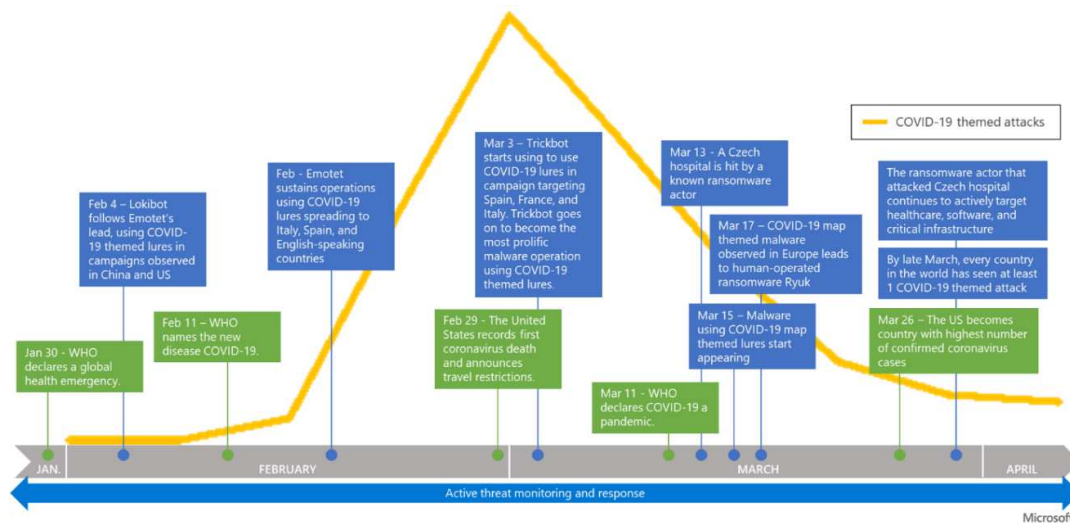 COVID-19 themed attacks
Jan 30 - WHO
declares a global
health emergency.
Feb 4 – Lokibot
follows Emotet's
lead, using COVID-
19 themed lures in
campaigns observed
in China and US
Feb 11 – WHO
names the new
disease COVID-19.
Feb - Emotet
sustains operations
using COVID-19
lures spreading to
Italy, Spain, and
English-speaking
countries
Feb 29 - The United
States records first
coronavirus death
and announces
travel restrictions.
Mar 3 – Trickbot
starts using to use
COVID-19 lures in
campaign targeting
Spain, France, and
Italy. Trickbot goes
on to become the
most prolific
malware operation
using COVID-19
themed lures.
Mar 11 - WHO
declares COVID-19 a
pandemic.
Mar 13 - A Czech
hospital is hit by a
known ransomware
actor
Mar 15 – Malware
using COVID-19 map
themed lures start
appearing
Mar 17 – COVID-19 map
themed malware
observed in Europe leads
to human-operated
ransomware Ryuk
Mar 26 - The US becomes
country with highest number
of confirmed coronavirus
cases
The ransomware actor that
attacked Czech hospital
continues to actively target
healthcare, software, and
critical infrastructure
By late March, every country
in the world has seen at least
1 COVID-19 themed attack
JAN.
FEBRUARY
MARCH
APRIL
Active threat monitoring and response
Microsoft